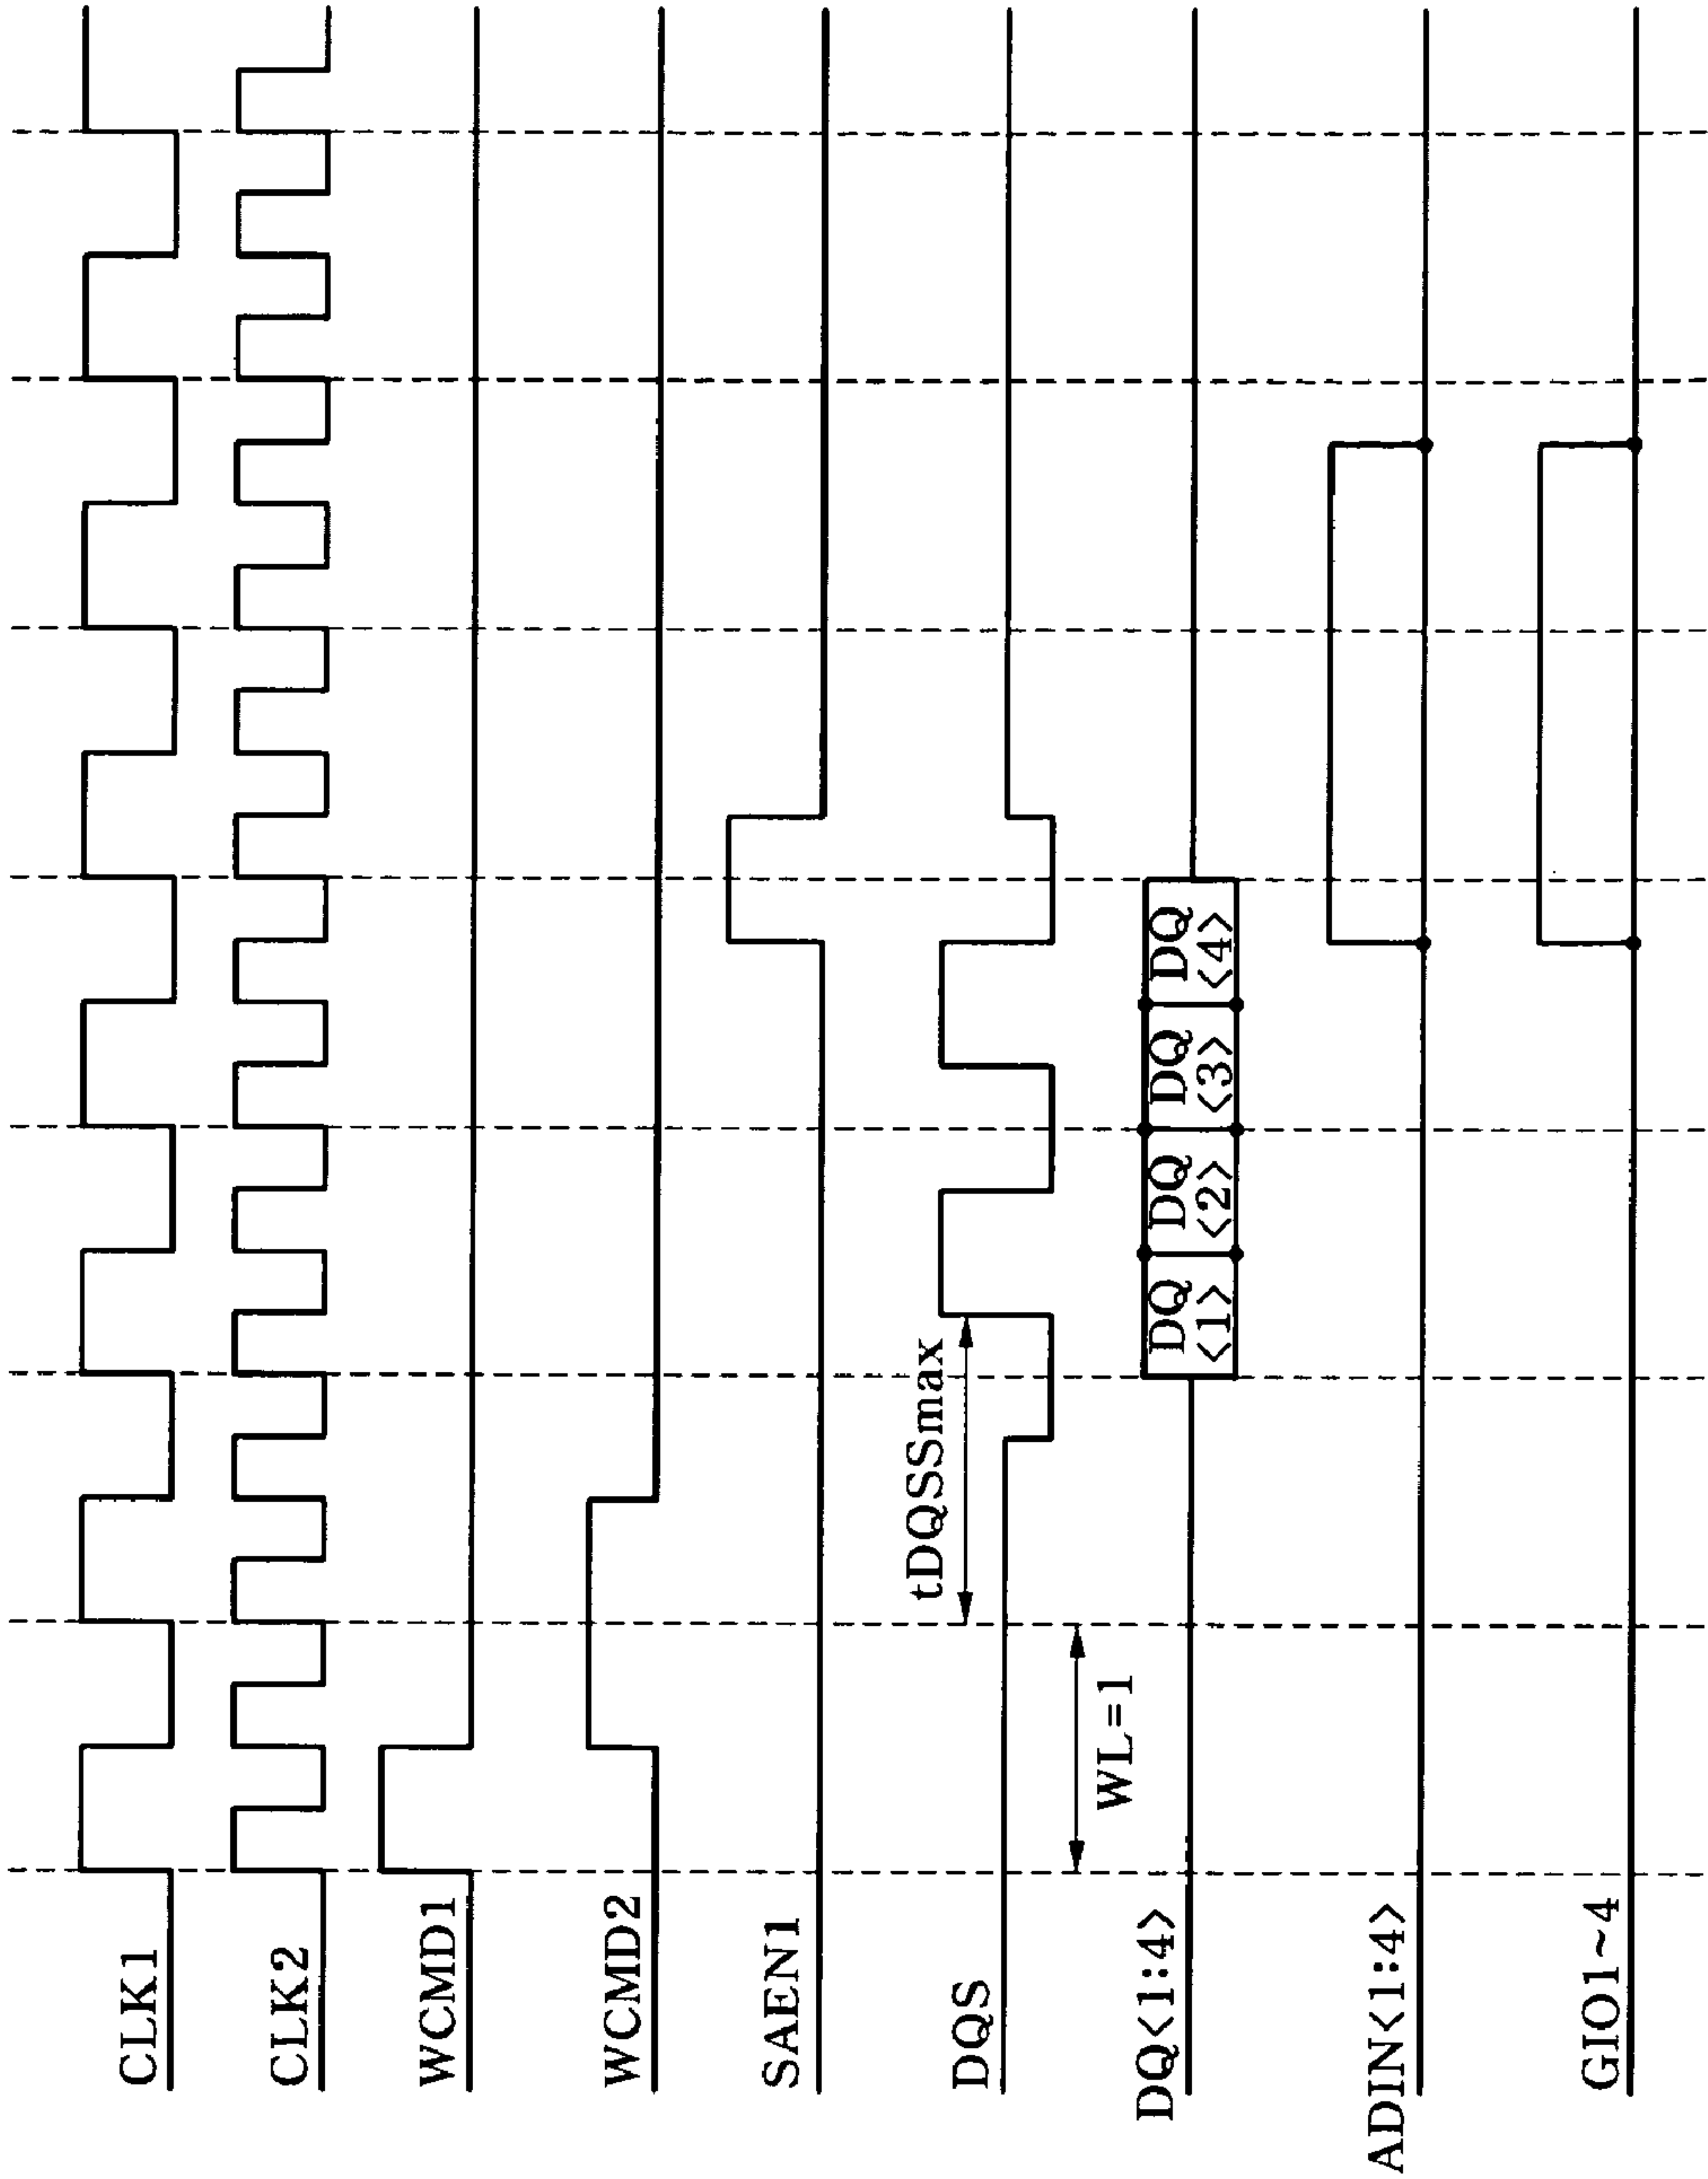 CLK1
CLK2
WCMD1
WCMD2
SAEN1
DQS
tDQSSmax
WL=1
DQ<1:4>
DQ
<1>
DQ
<2>
DQ
<3>
DQ
<4>
ADIN<1:4>
GIO1~4